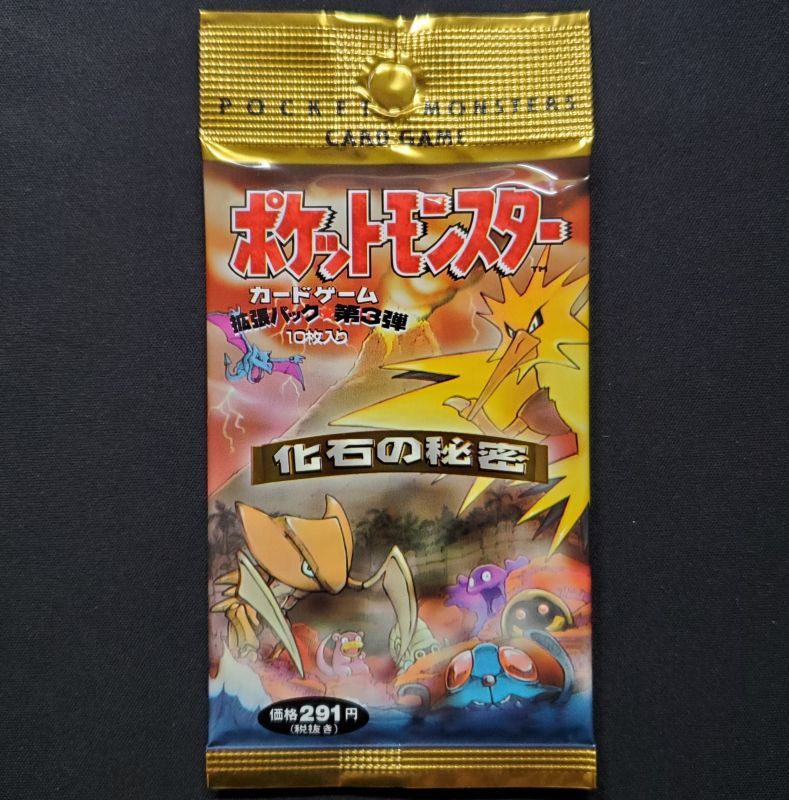 POCKET MONSTERS
CARD GAME
ポケットモンスター
TM
カードゲーム
拡張パック 第3弾
10枚入り
化石の秘密
価格291円
(税抜き)